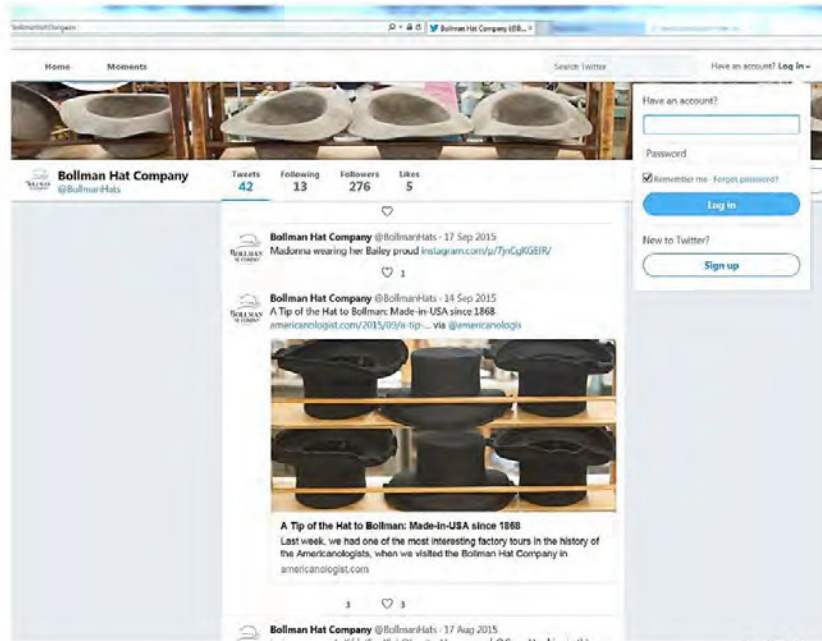 Bollman Hat Company (@B...
Home Moments
Search Twitter
Have an account? Log in
Have an account?
Password
Remember me · Forgot password?
Log in
New to Twitter?
Sign up
Bollman Hat Company
@BollmanHats
Tweets Following Followers Likes
42 13 276 5
Bollman Hat Company @BollmanHats · 17 Sep 2015
Madonna wearing her Bailey proud instagram.com/p/
1
Bollman Hat Company @BollmanHats · 14 Sep 2015
A Tip of the Hat to Bollman: Made-in-USA since 1868
americanologist.com/2015/09/a-tip-... via @americanologis
A Tip of the Hat to Bollman: Made-in-USA since 1868
Last week, we had one of the most interesting factory tours in the history of
the Americanologists, when we visited the Bollman Hat Company in
americanologist.com
3 3
Bollman Hat Company @BollmanHats · 17 Aug 2015